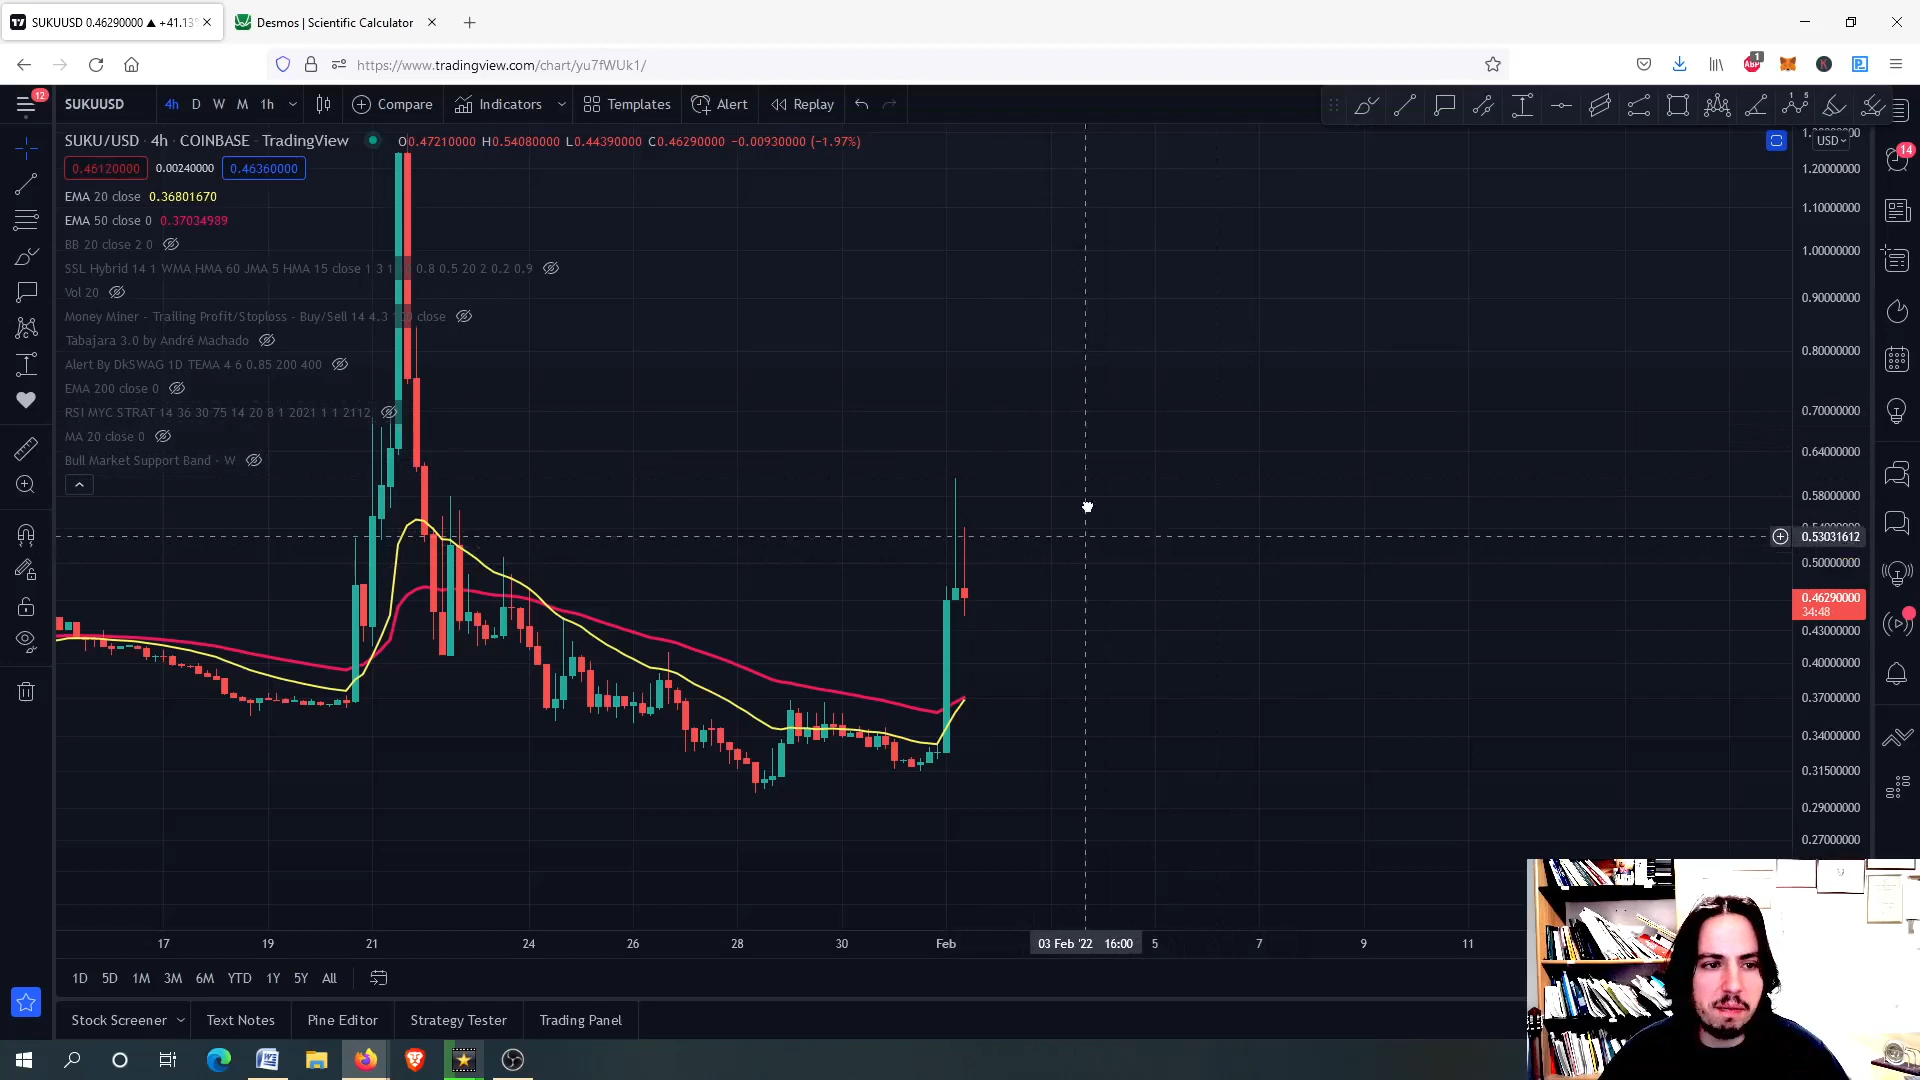 SUKUUSD 0.46290000 ▲ +41.13
Desmos | Scientific Calculator
https://www.tradingview.com/chart/yu7fWUk1/
1
12
SUKUUSD 4h D W M 1h Compare Indicators Templates Alert Replay
SUKU/USD · 4h · COINBASE · TradingView O0.47210000 H0.54080000 L0.44390000 C0.46290000 −0.00930000 (−1.97%)
USD
14
0.46120000 0.00240000 0.46360000
EMA 20 close 0.36801670
EMA 50 close 0 0.37034989
BB 20 close 2 0
SSL Hybrid 14 1 WMA HMA 60 JMA 5 HMA 15 close 1 3 0.8 0.5 20 2 0.2 0.9
Vol 20
Money Miner - Trailing Profit/Stoploss - Buy/Sell 14 4.3 close
Tabajara 3.0 by André Machado
Alert By DkSWAG 1D TEMA 4 6 0.85 200 400
EMA 200 close 0
RSI MYC STRAT 14 36 30 75 14 20 8 1 2021 1 1 2112
MA 20 close 0
Bull Market Support Band - W
1.20000000
1.10000000
1.00000000
0.90000000
0.80000000
0.70000000
0.64000000
0.58000000
0.53031612
0.50000000
0.46290000
34:48
0.43000000
0.40000000
0.37000000
0.34000000
0.31500000
0.29000000
0.27000000
17 19 21 24 26 28 30 Feb 03 Feb '22 16:00 5 7 9 11
1D 5D 1M 3M 6M YTD 1Y 5Y All
Stock Screener Text Notes Pine Editor Strategy Tester Trading Panel